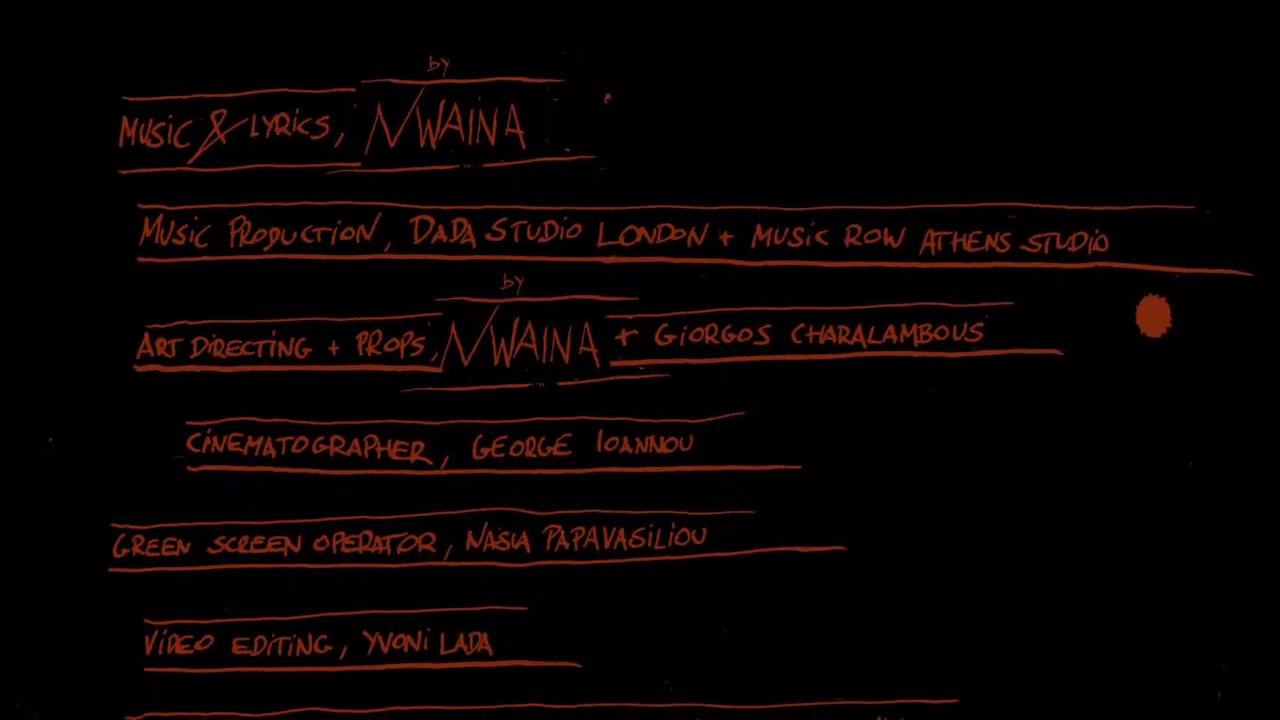 by
MUSIC & LYRICS, NWAINA
MUSIC PRODUCTION, DADA STUDIO LONDON + MUSIC ROW ATHENS STUDIO
by
ART DIRECTING + PROPS, NWAINA + GIORGOS CHARALAMBOUS
CINEMATOGRAPHER, GEORGE IOANNOU
GREEN SCREEN OPERATOR, NASIA PAPAVASILIOU
VIDEO EDITING, YVONI LADA